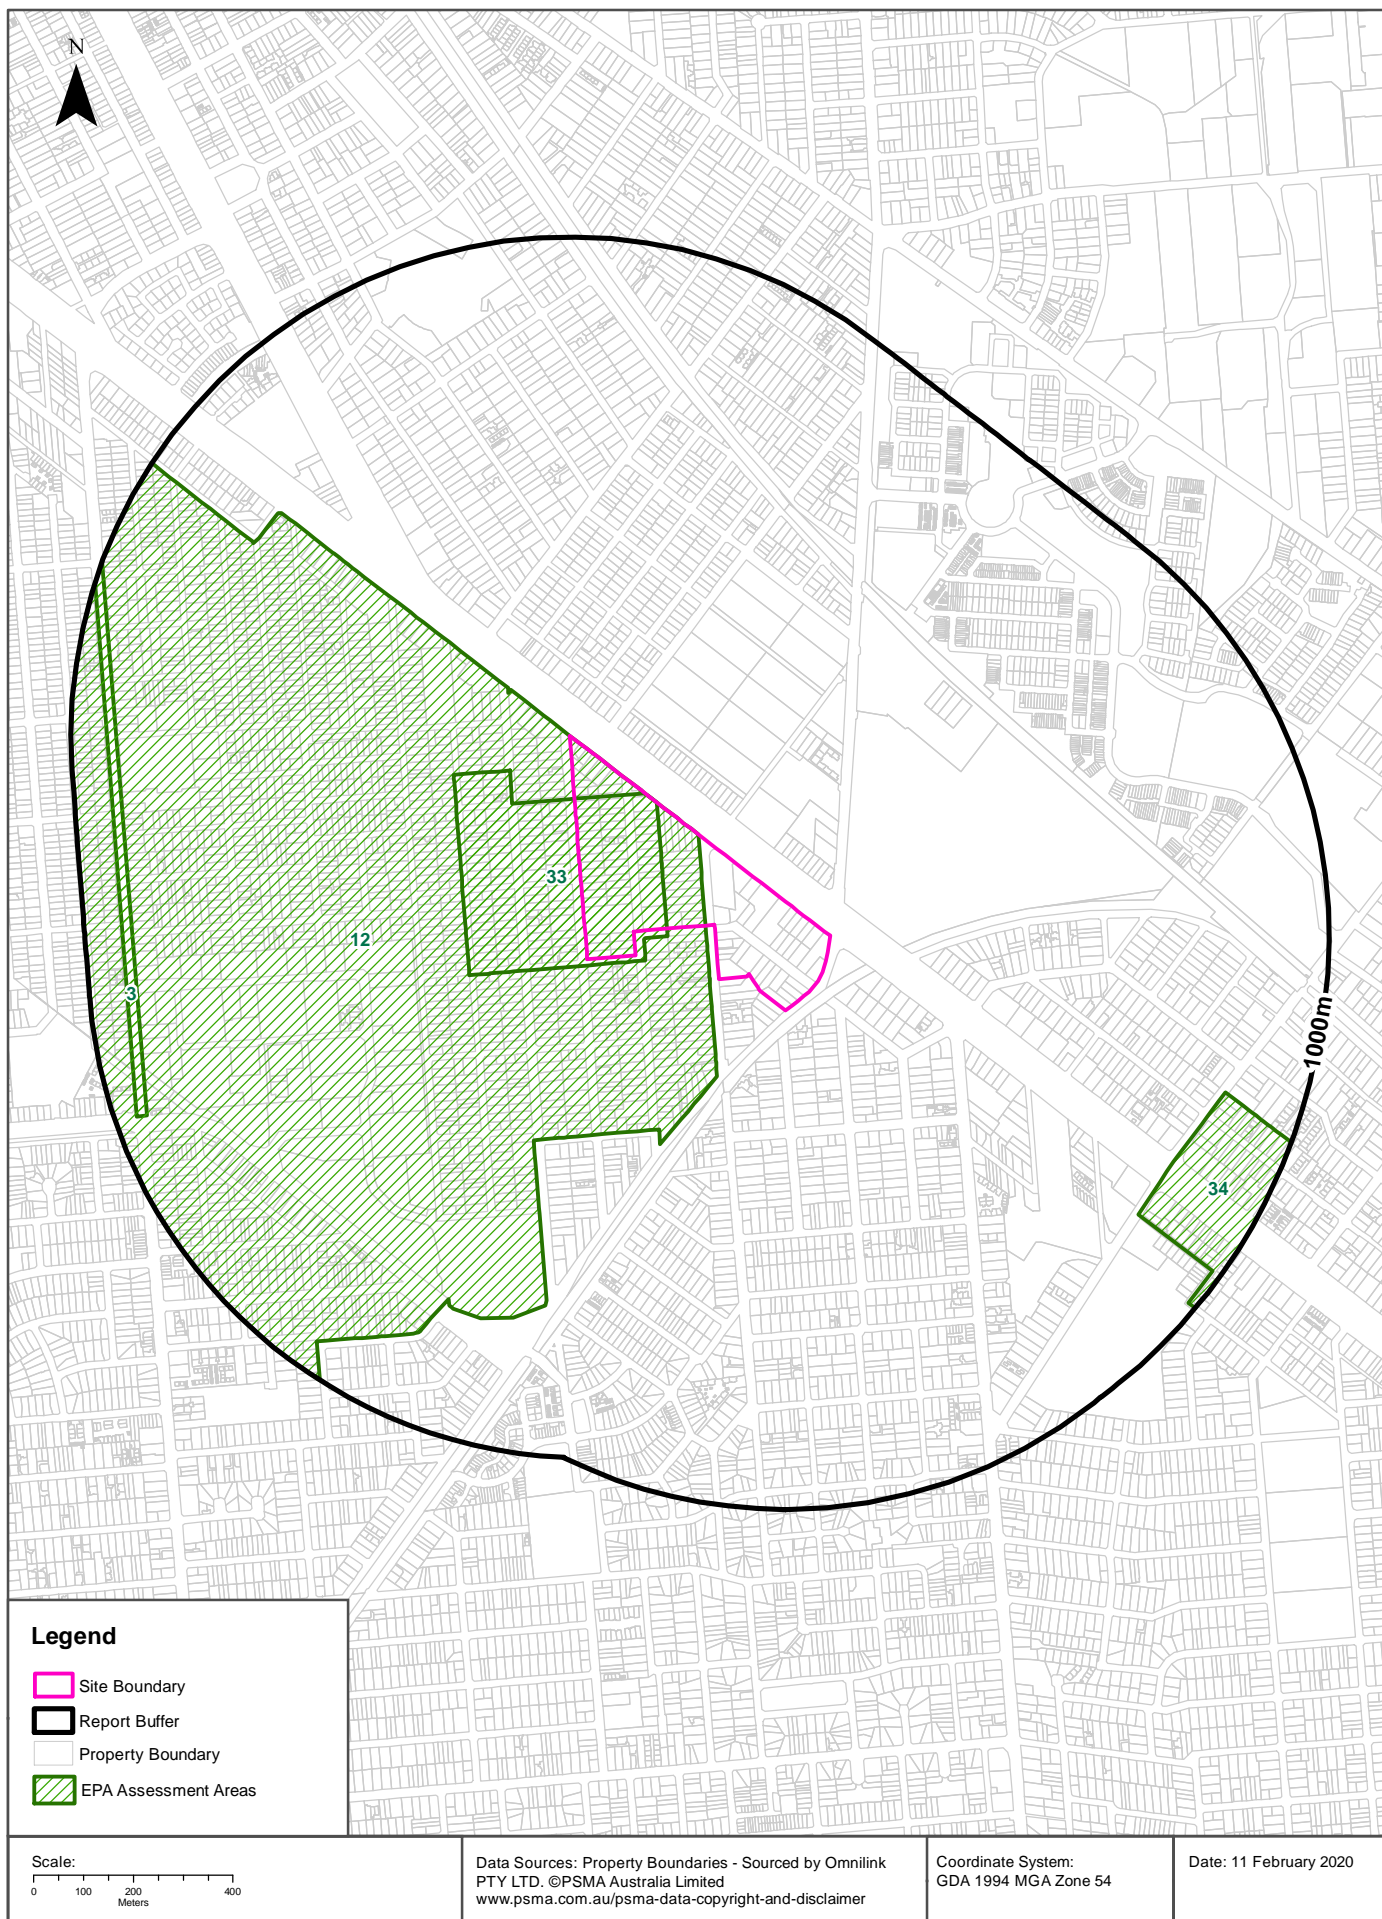 N
33
12
3
34
1000m
Legend
Site Boundary
Report Buffer
Property Boundary
EPA Assessment Areas
Scale:
0 100 200 400
Meters
Data Sources: Property Boundaries - Sourced by Omnilink
PTY LTD. ©PSMA Australia Limited
www.psma.com.au/psma-data-copyright-and-disclaimer
Coordinate System:
GDA 1994 MGA Zone 54
Date: 11 February 2020